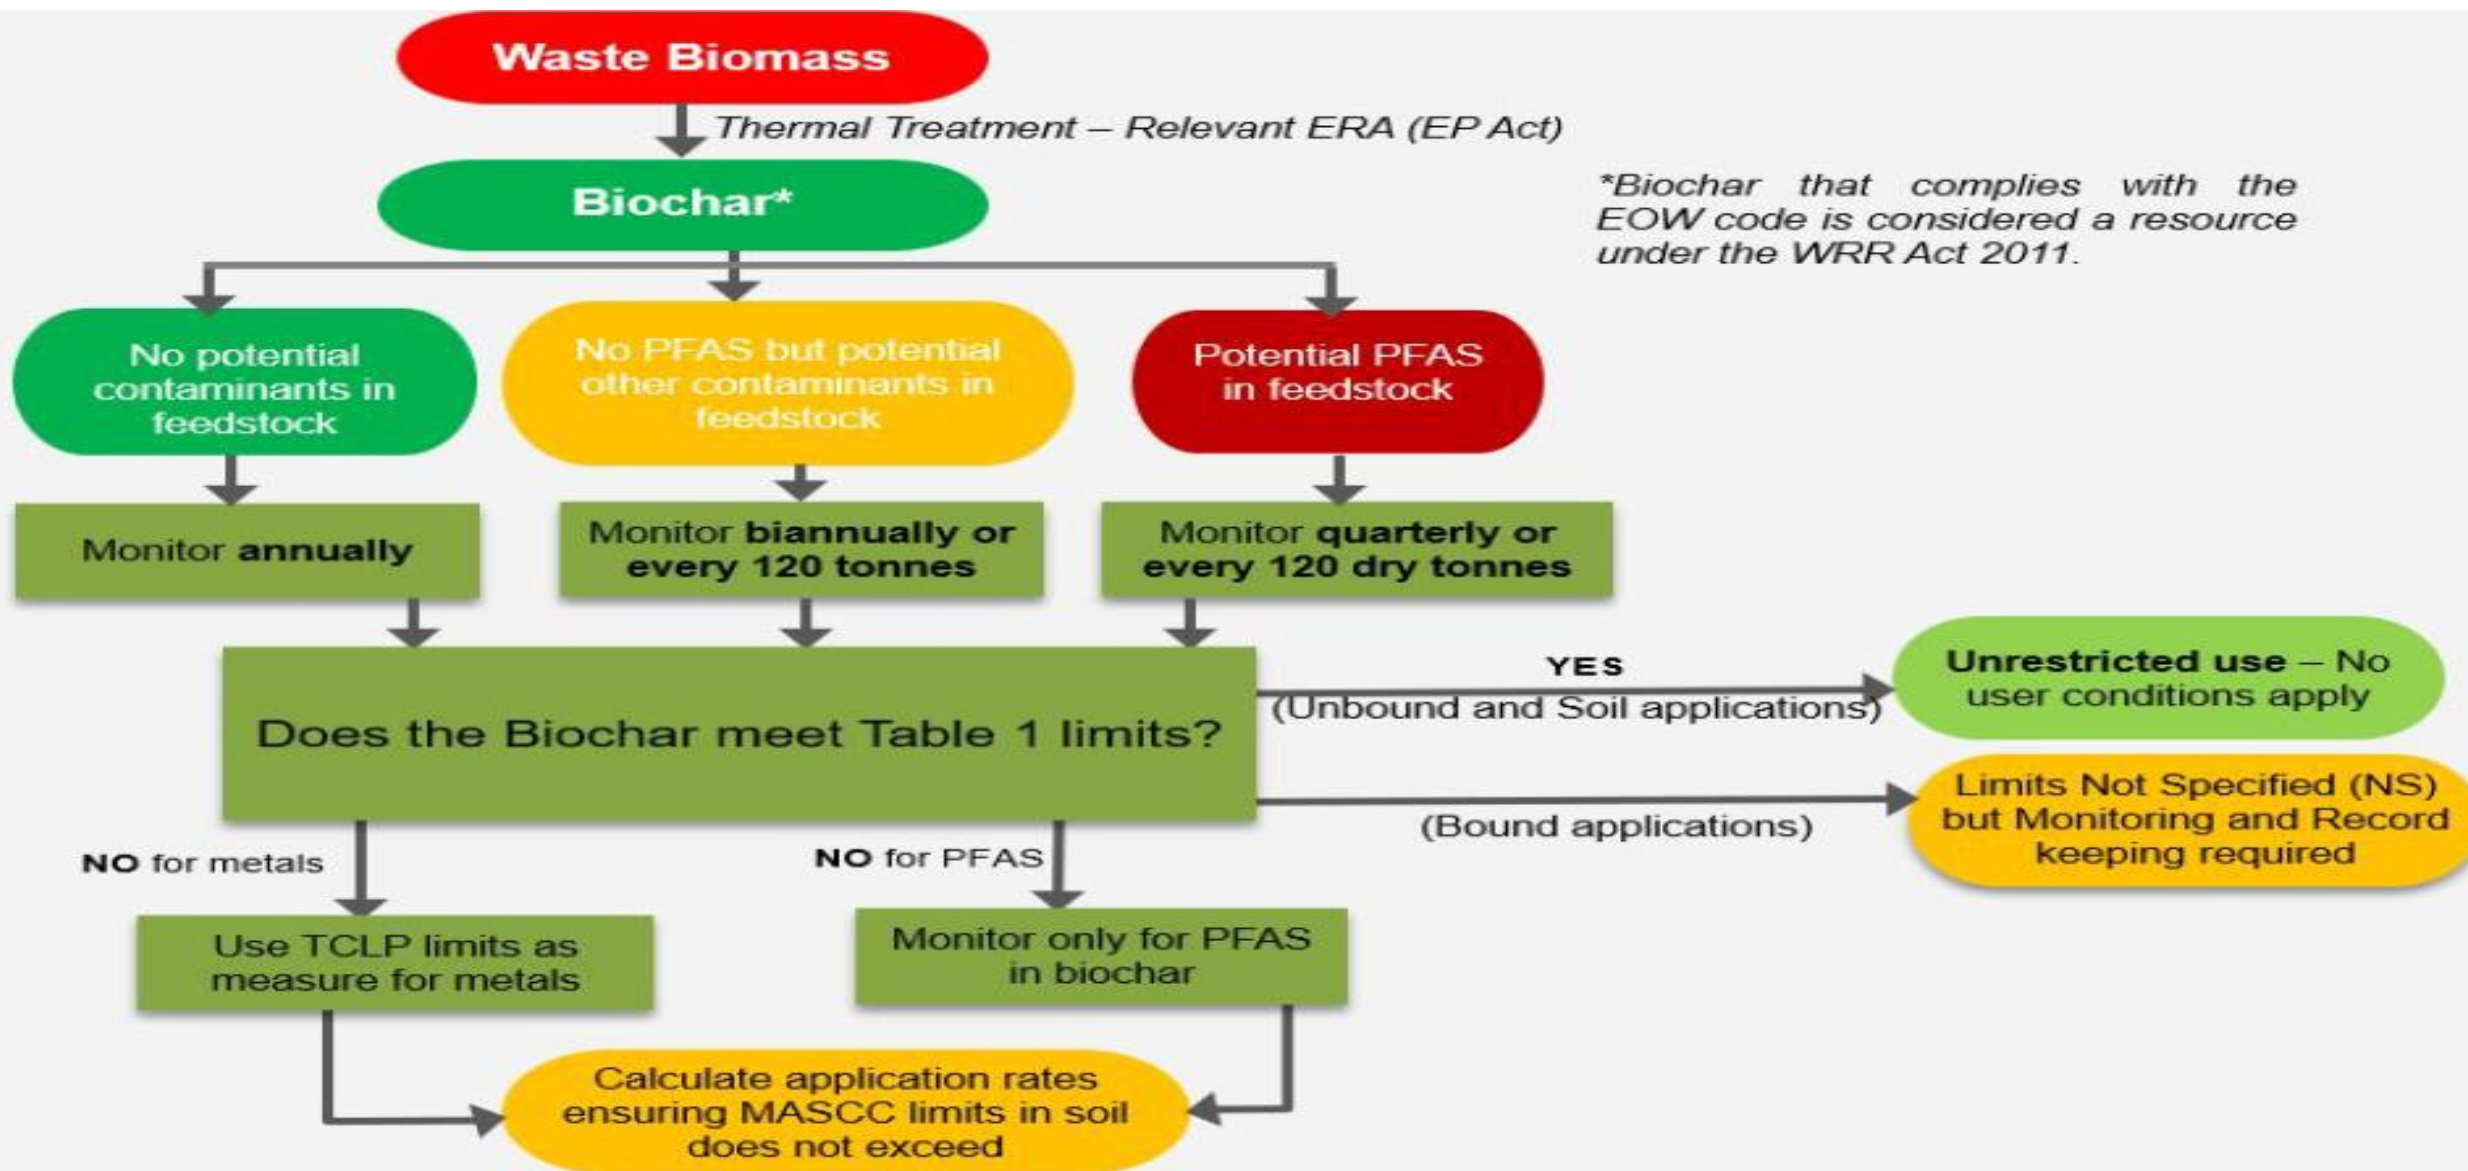 Waste Biomass
Thermal Treatment – Relevant ERA (EP Act)
Biochar*
*Biochar that complies with the
EOW code is considered a resource
under the WRR Act 2011.
No potential
contaminants in
feedstock
No PFAS but potential
other contaminants in
feedstock
Potential PFAS
in feedstock
Monitor annually
Monitor biannually or
every 120 tonnes
Monitor quarterly or
every 120 dry tonnes
Does the Biochar meet Table 1 limits?
YES
(Unbound and Soil applications)
Unrestricted use – No
user conditions apply
(Bound applications)
Limits Not Specified (NS)
but Monitoring and Record
keeping required
NO for metals
NO for PFAS
Use TCLP limits as
measure for metals
Monitor only for PFAS
in biochar
Calculate application rates
ensuring MASCC limits in soil
does not exceed